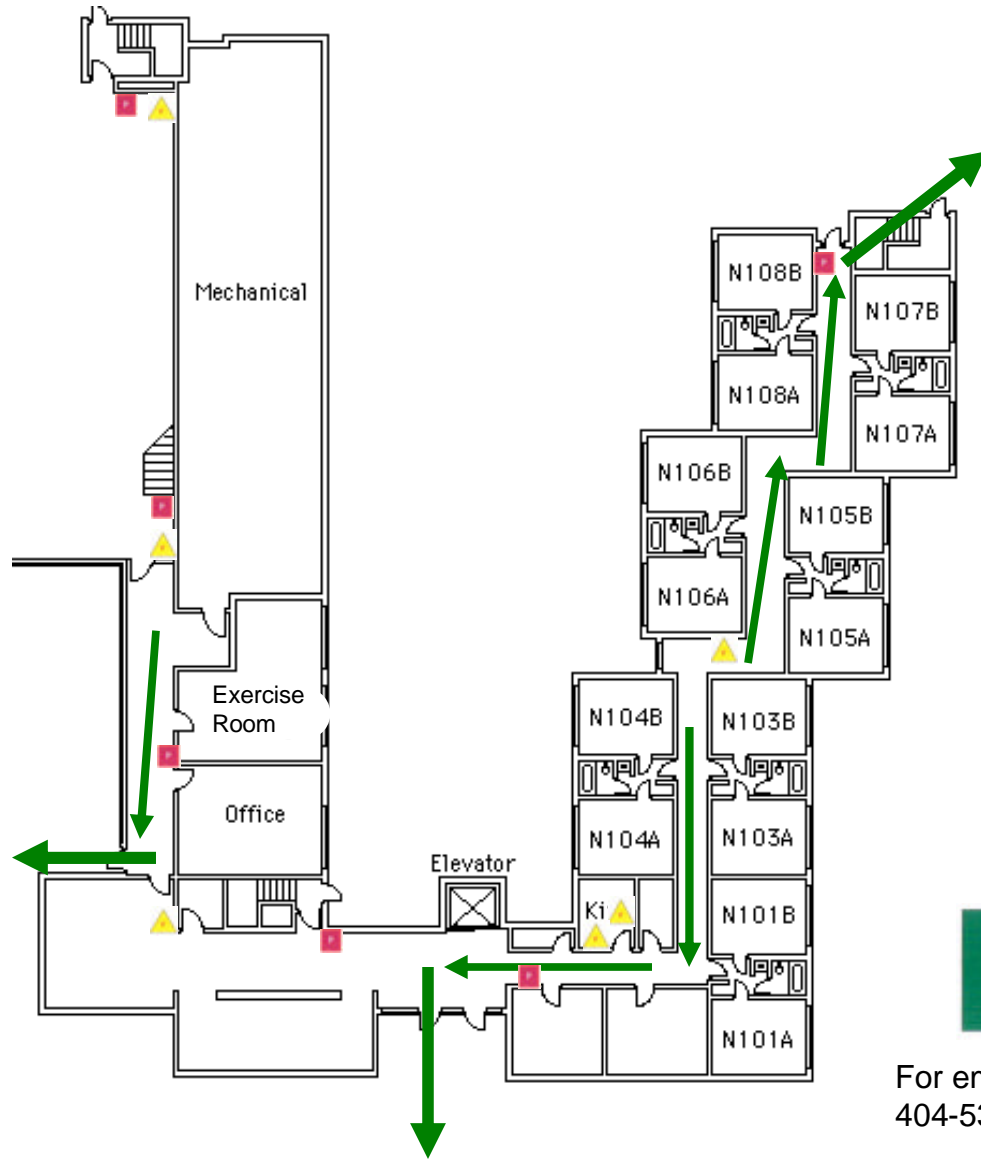 Mechanical
N108B
N107B
N108A
N107A
N106B
N105B
N106A
N105A
Exercise
Room
N104B
N103B
Office
N104A
N103A
Elevator
Ki
N101B
N101A
For en
404-53
P
P
P
P
P
P